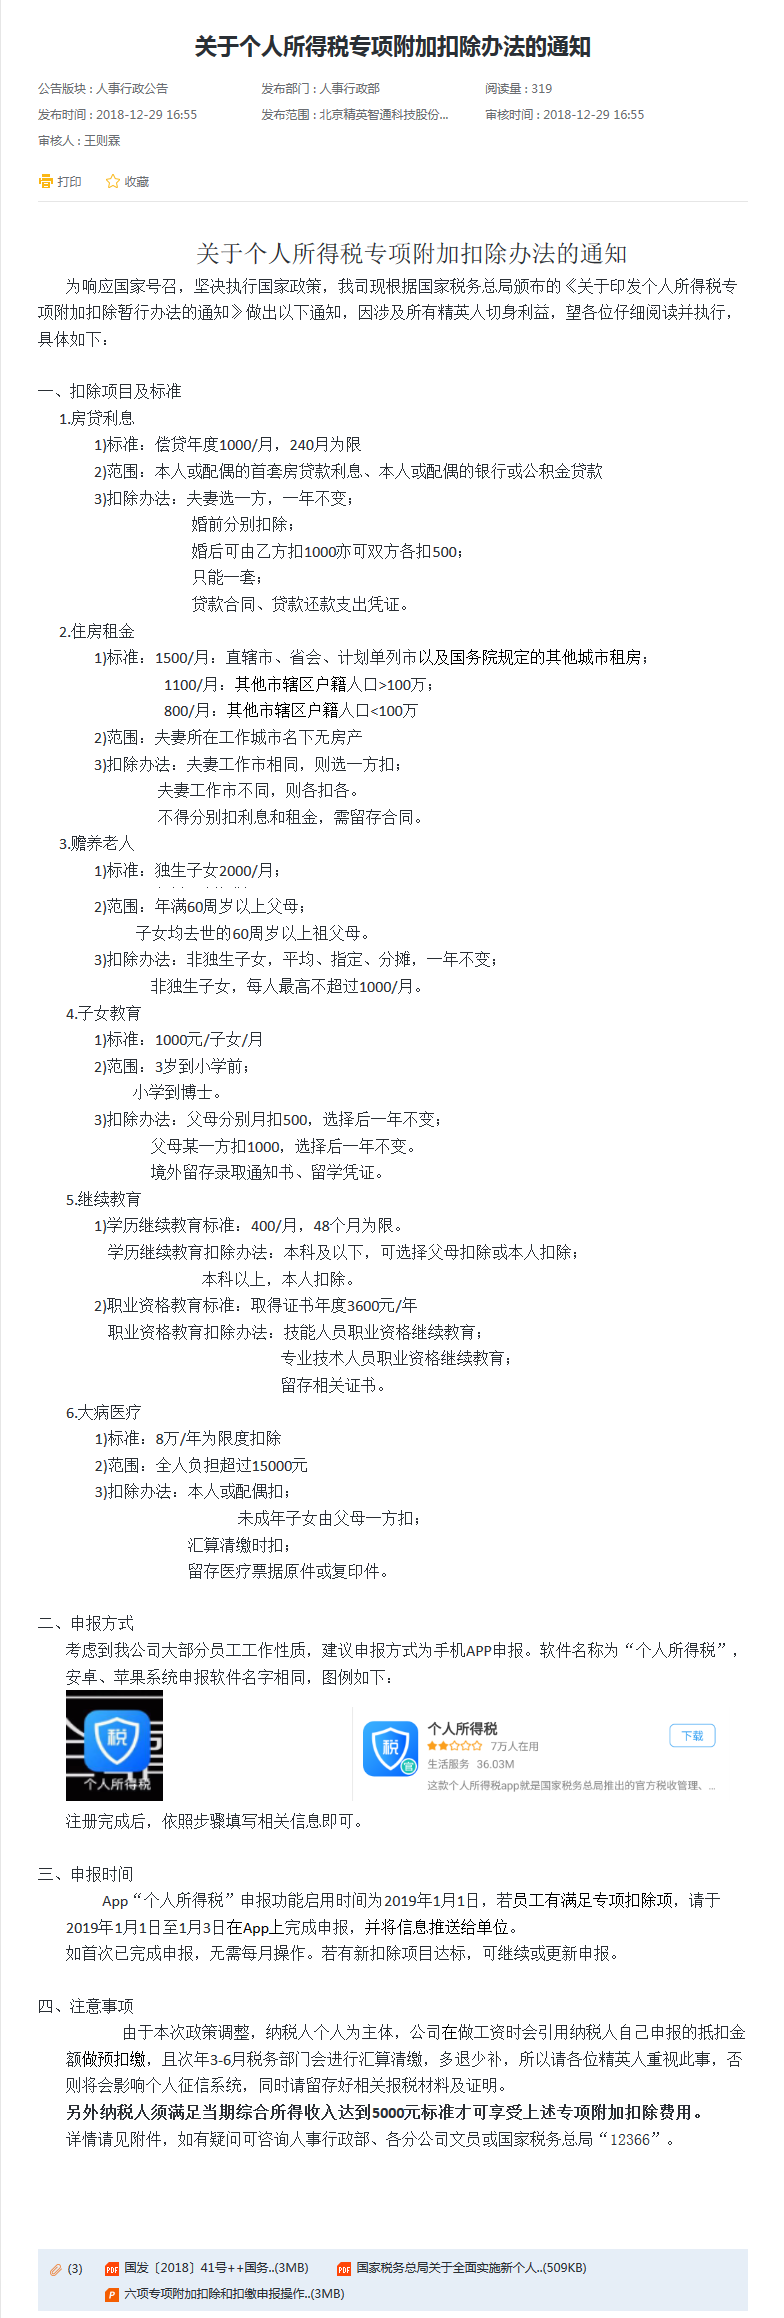 关于个人所得税专项附加扣除办法的通知
公告版块 : 人事行政公告 发布部门 : 人事行政部 阅读量 : 319
发布时间 : 2018-12-29 16:55 发布范围 : 北京精英智通科技股份... 审核时间 : 2018-12-29 16:55
审核人 : 王则霖
打印 收藏
关于个人所得税专项附加扣除办法的通知
为响应国家号召，坚决执行国家政策，我司现根据国家税务总局颁布的《关于印发个人所得税专
项附加扣除暂行办法的通知》做出以下通知，因涉及所有精英人切身利益，望各位仔细阅读并执行，
具体如下：
一、扣除项目及标准
1.房贷利息
1)标准：偿贷年度1000/月，240月为限
2)范围：本人或配偶的首套房贷款利息、本人或配偶的银行或公积金贷款
3)扣除办法：夫妻选一方，一年不变；
婚前分别扣除；
婚后可由乙方扣1000亦可双方各扣500；
只能一套；
贷款合同、贷款还款支出凭证。
2.住房租金
1)标准：1500/月：直辖市、省会、计划单列市以及国务院规定的其他城市租房；
1100/月：其他市辖区户籍人口>100万；
800/月：其他市辖区户籍人口<100万
2)范围：夫妻所在工作城市名下无房产
3)扣除办法：夫妻工作市相同，则选一方扣；
夫妻工作市不同，则各扣各。
不得分别扣利息和租金，需留存合同。
3.赡养老人
1)标准：独生子女2000/月；
2)范围：年满60周岁以上父母；
子女均去世的60周岁以上祖父母。
3)扣除办法：非独生子女，平均、指定、分摊，一年不变；
非独生子女，每人最高不超过1000/月。
4.子女教育
1)标准：1000元/子女/月
2)范围：3岁到小学前；
小学到博士。
3)扣除办法：父母分别月扣500，选择后一年不变；
父母某一方扣1000，选择后一年不变。
境外留存录取通知书、留学凭证。
5.继续教育
1)学历继续教育标准：400/月，48个月为限。
学历继续教育扣除办法：本科及以下，可选择父母扣除或本人扣除；
本科以上，本人扣除。
2)职业资格教育标准：取得证书年度3600元/年
职业资格教育扣除办法：技能人员职业资格继续教育；
专业技术人员职业资格继续教育；
留存相关证书。
6.大病医疗
1)标准：8万/年为限度扣除
2)范围：全人负担超过15000元
3)扣除办法：本人或配偶扣；
未成年子女由父母一方扣；
汇算清缴时扣；
留存医疗票据原件或复印件。
二、申报方式
考虑到我公司大部分员工工作性质，建议申报方式为手机APP申报。软件名称为“个人所得税”，
安卓、苹果系统申报软件名字相同，图例如下：
税
个人所得税
税
官
个人所得税
7万人在用
生活服务 36.03M
这款个人所得税app就是国家税务总局推出的官方税收管理、...
下载
注册完成后，依照步骤填写相关信息即可。
三、申报时间
App“个人所得税”申报功能启用时间为2019年1月1日，若员工有满足专项扣除项，请于
2019年1月1日至1月3日在App上完成申报，并将信息推送给单位。
如首次已完成申报，无需每月操作。若有新扣除项目达标，可继续或更新申报。
四、注意事项
由于本次政策调整，纳税人个人为主体，公司在做工资时会引用纳税人自己申报的抵扣金
额做预扣缴，且次年3-6月税务部门会进行汇算清缴，多退少补，所以请各位精英人重视此事，否
则将会影响个人征信系统，同时请留存好相关报税材料及证明。
另外纳税人须满足当期综合所得收入达到5000元标准才可享受上述专项附加扣除费用。
详情请见附件，如有疑问可咨询人事行政部、各分公司文员或国家税务总局“12366”。
(3) PDF 国发〔2018〕41号++国务..(3MB) PDF 国家税务总局关于全面实施新个人..(509KB)
P 六项专项附加扣除和扣缴申报操作..(3MB)